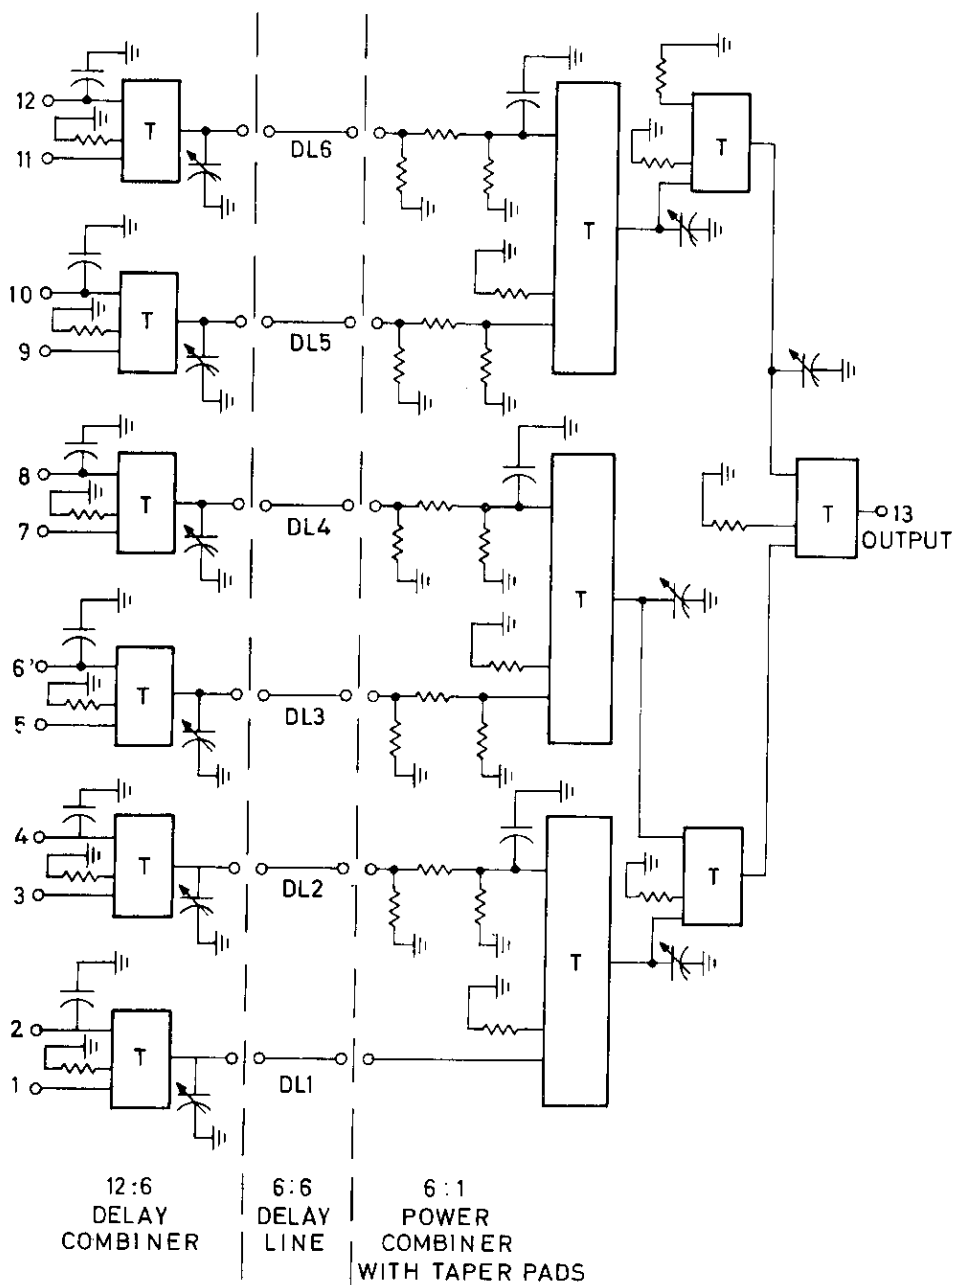 12
T
11
DL6
T
T
10
T
9
DL5
8
T
7
DL4
T
T
13
OUTPUT
6'
T
5
DL3
4
T
3
DL2
T
T
2
T
1
DL1
12:6
DELAY
COMBINER
6:6
DELAY
LINE
6:1
POWER
COMBINER
WITH TAPER PADS